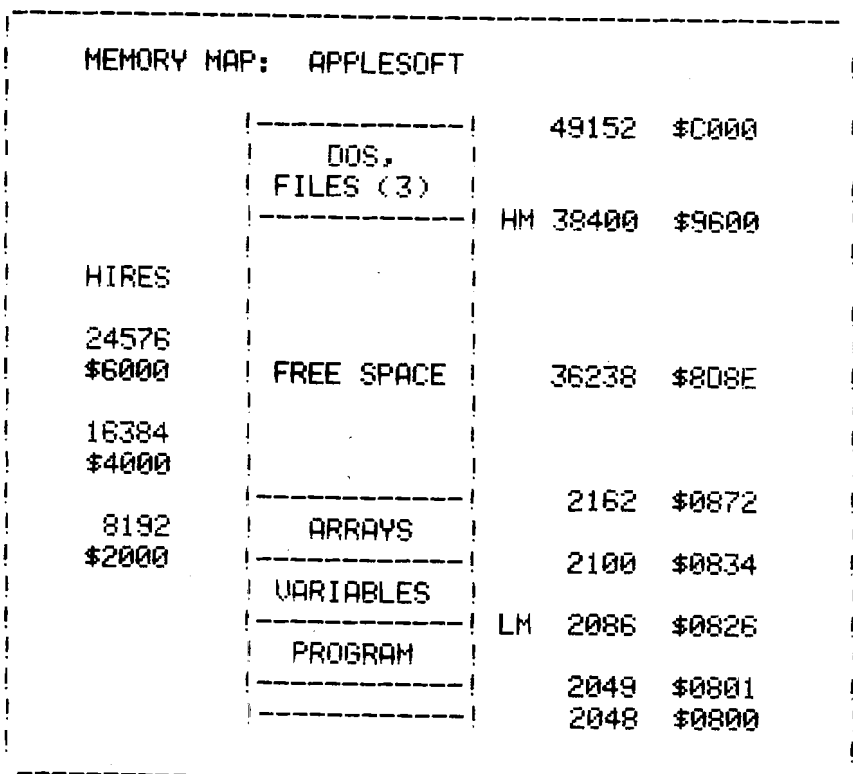 MEMORY MAP: APPLESOFT
49152 $C000
DOS,
FILES (3)
HM 38400 $9600
HIRES
24576
$6000 FREE SPACE 36238 $8D8E
16384
$4000
2162 $0872
8192 ARRAYS
$2000 2100 $0834
VARIABLES
LM 2086 $0826
PROGRAM
2049 $0801
2048 $0800